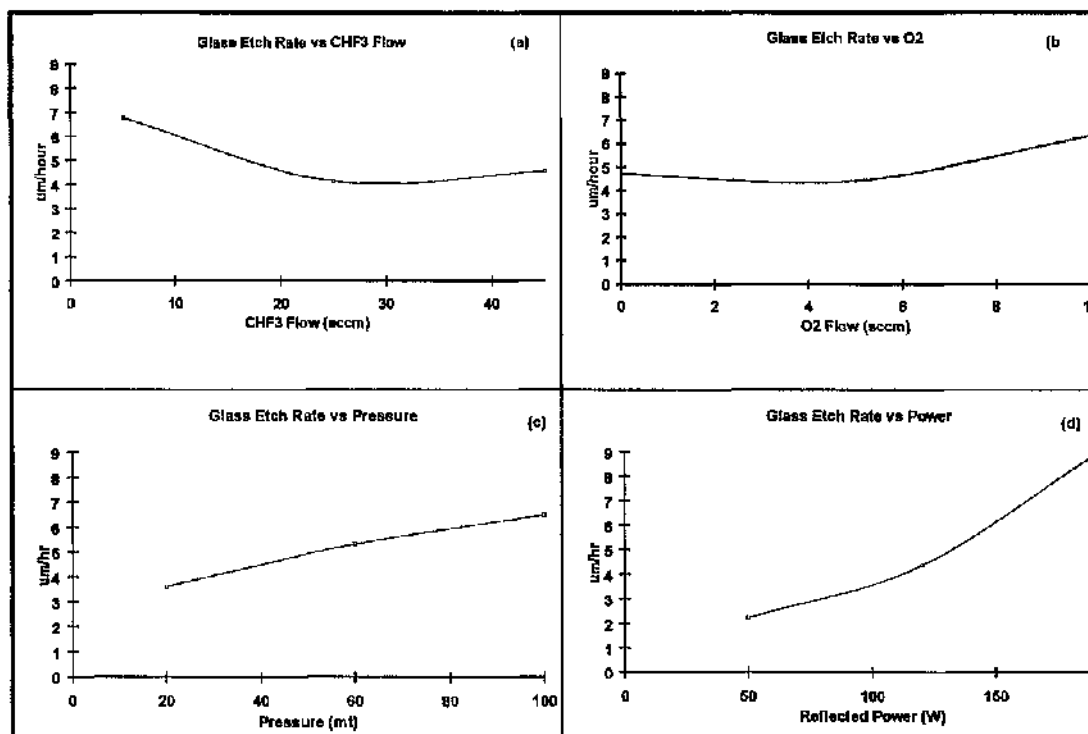 Glass Etch Rate vs CHF3 Flow (a)
9
8
7
6
5
4
3
2
1
0
um/hour
0 10 20 30 40
CHF3 Flow (sccm)
Glass Etch Rate vs O2 (b
9
8
7
6
5
4
3
2
1
0
um/hour
0 2 4 6 8 1
O2 Flow (sccm)
Glass Etch Rate vs Pressure (c)
9
8
7
6
5
4
3
2
1
0
um/hr
0 20 40 60 80 100
Pressure (mt)
Glass Etch Rate vs Power (d)
9
8
7
6
5
4
3
2
1
0
um/hr
0 50 100 150
Reflected Power (W)